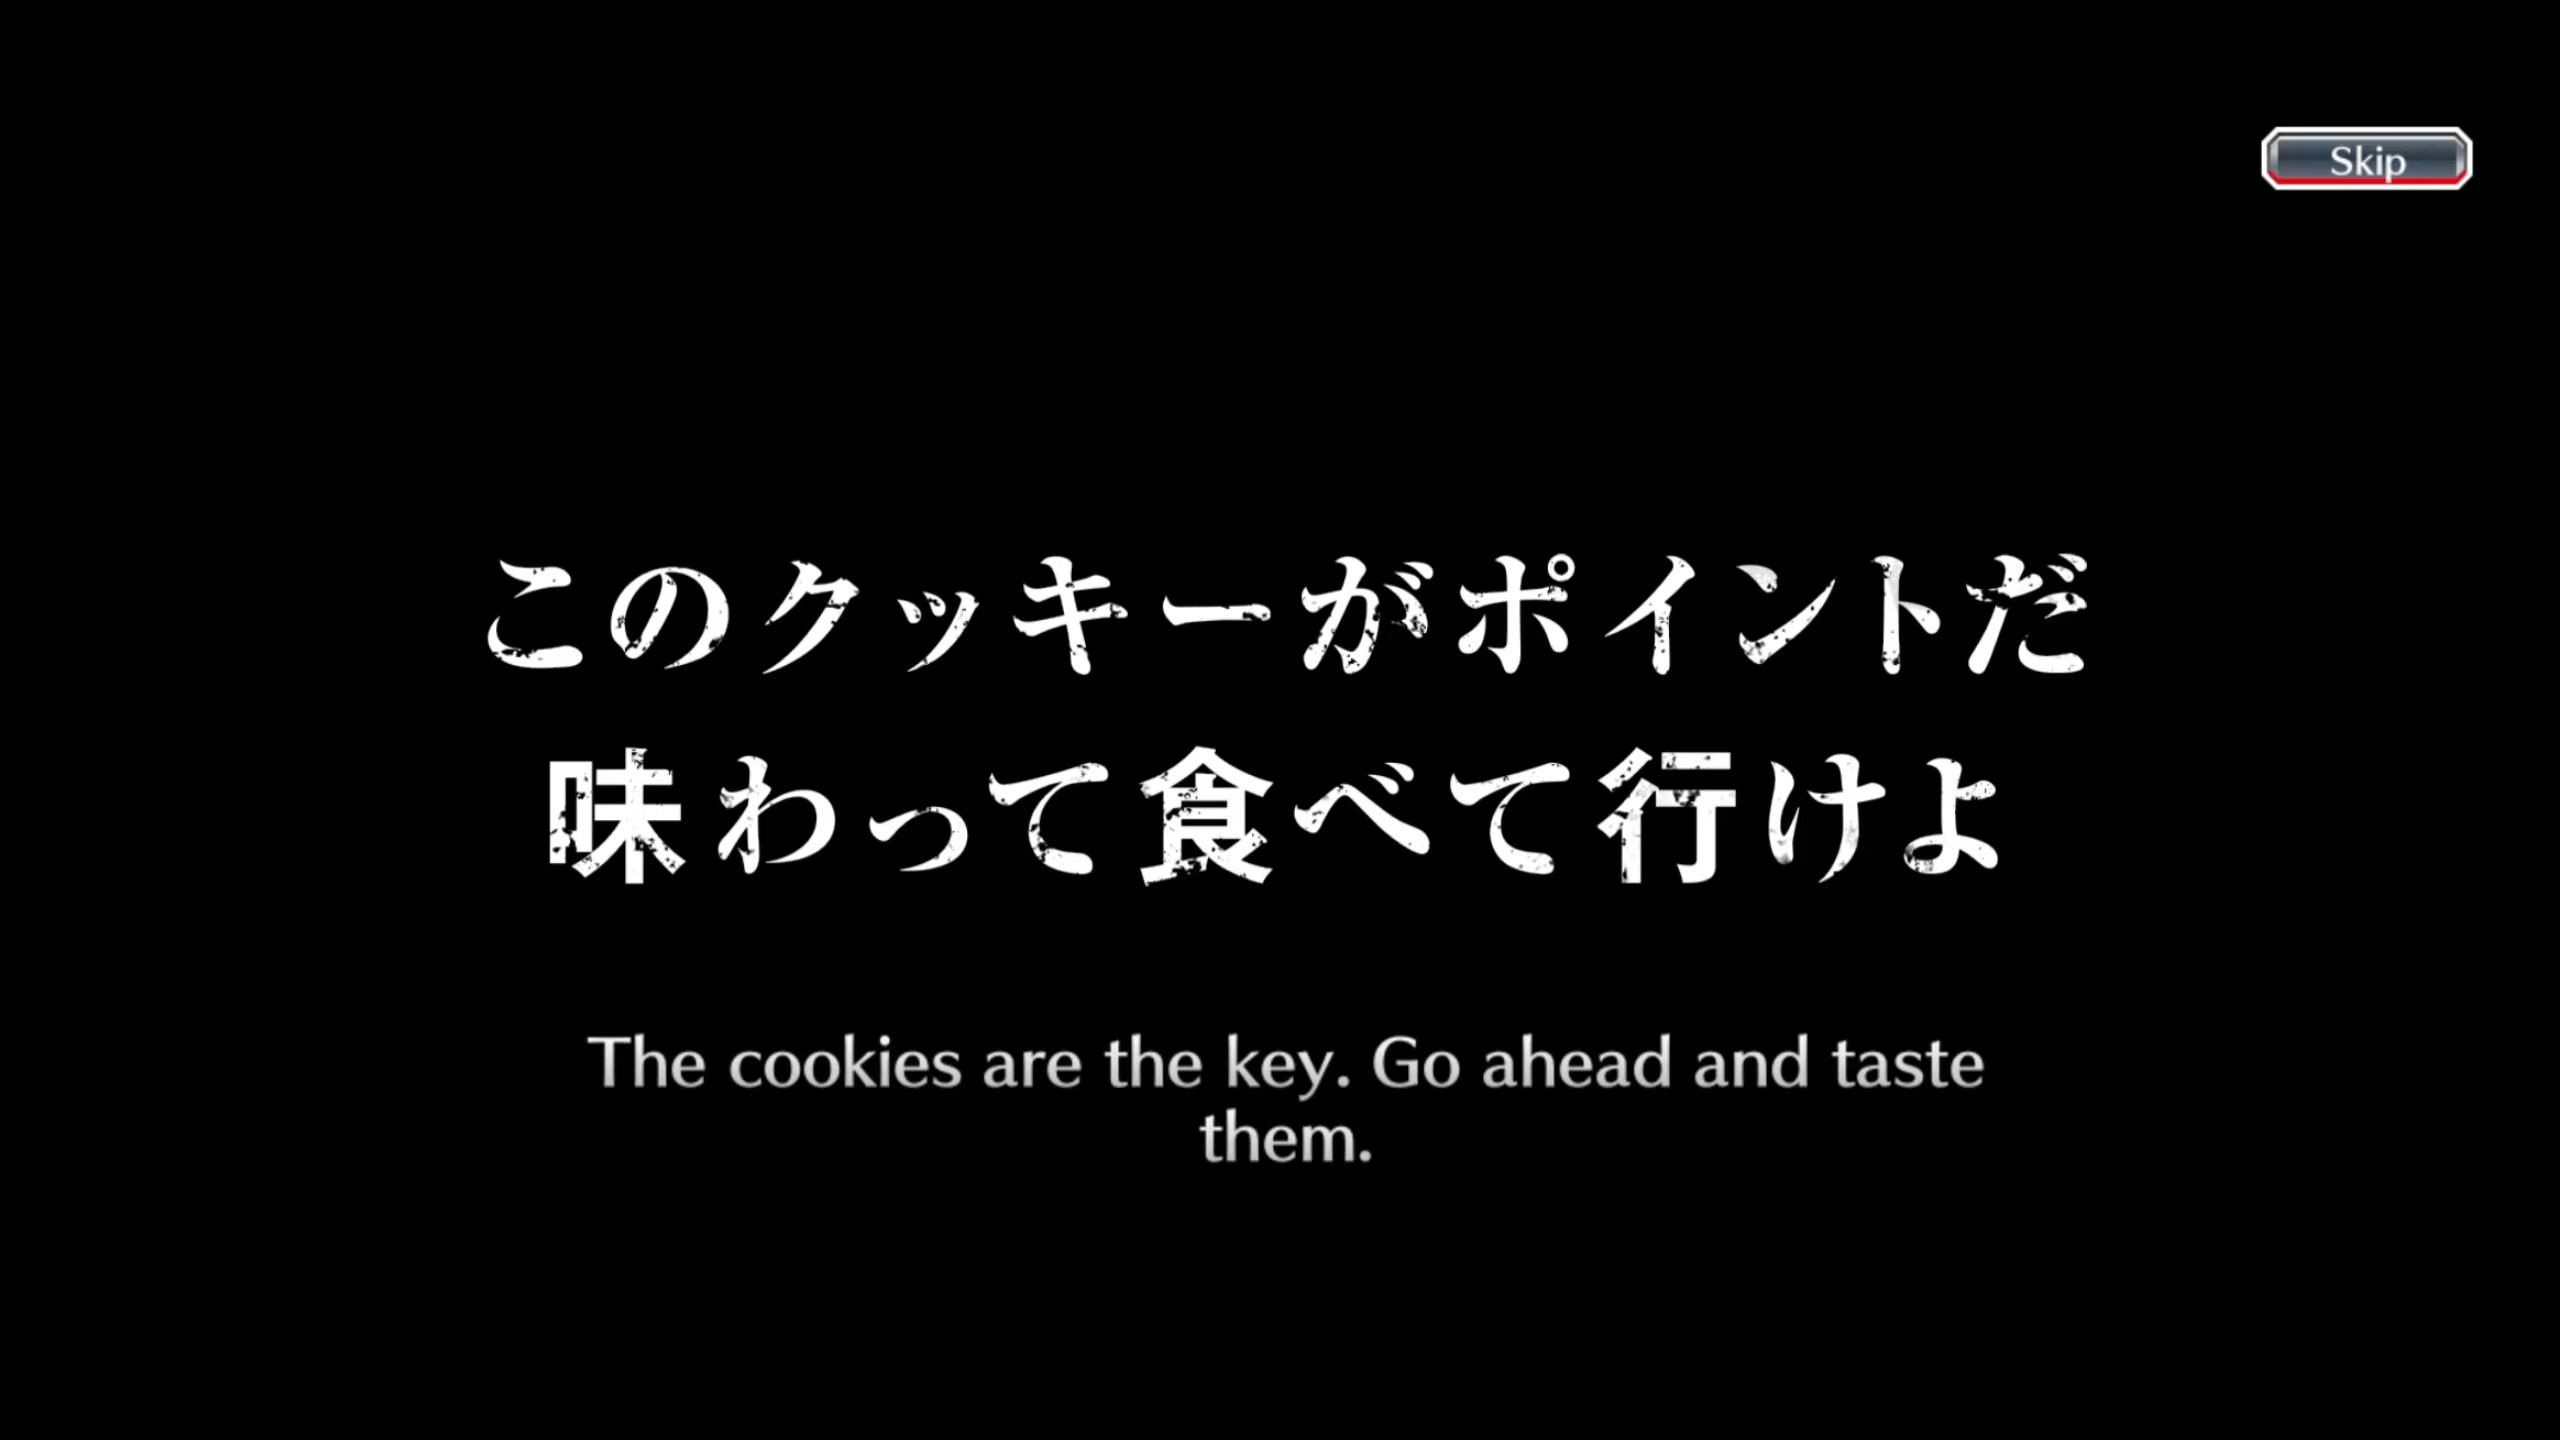 Skip
このクッキーがポイントだ
味わって食べて行けよ
The cookies are the key. Go ahead and taste
them.